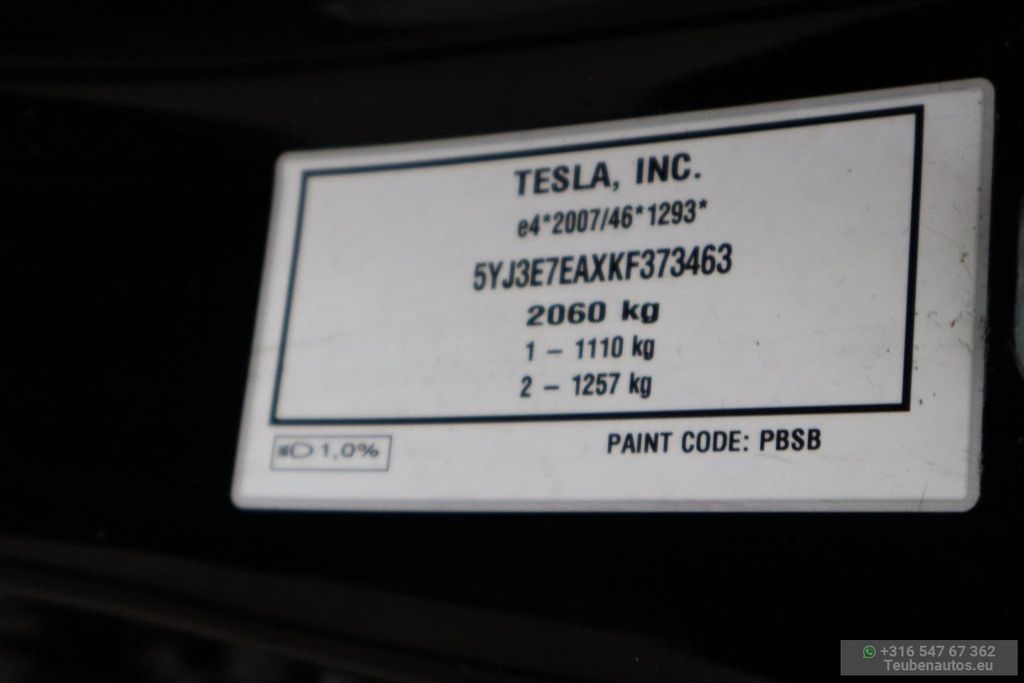 TESLA, INC.
e4*2007/46*1293*
5YJ3E7EAXKF373463
2060 kg
1 – 1110 kg
2 – 1257 kg
1,0%
PAINT CODE: PBSB
+316 547 67 362
Teubenautos.eu